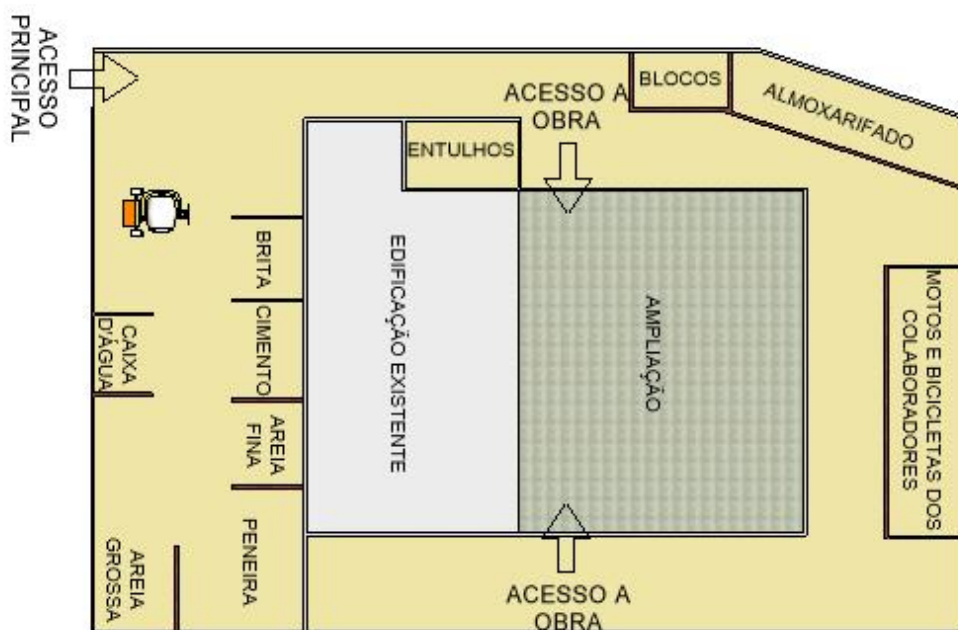 ACESSO
PRINCIPAL
ACESSO A
OBRA
BLOCOS
ALMOXARIFADO
ENTULHOS
BRITA
CIMENTO
AREIA
FINA
PENEIRA
CAIXA
D'ÁGUA
AREIA
GROSSA
EDIFICAÇÃO EXISTENTE
AMPLIAÇÃO
MOTOS E BICICLETAS DOS
COLABORADORES
ACESSO A
OBRA